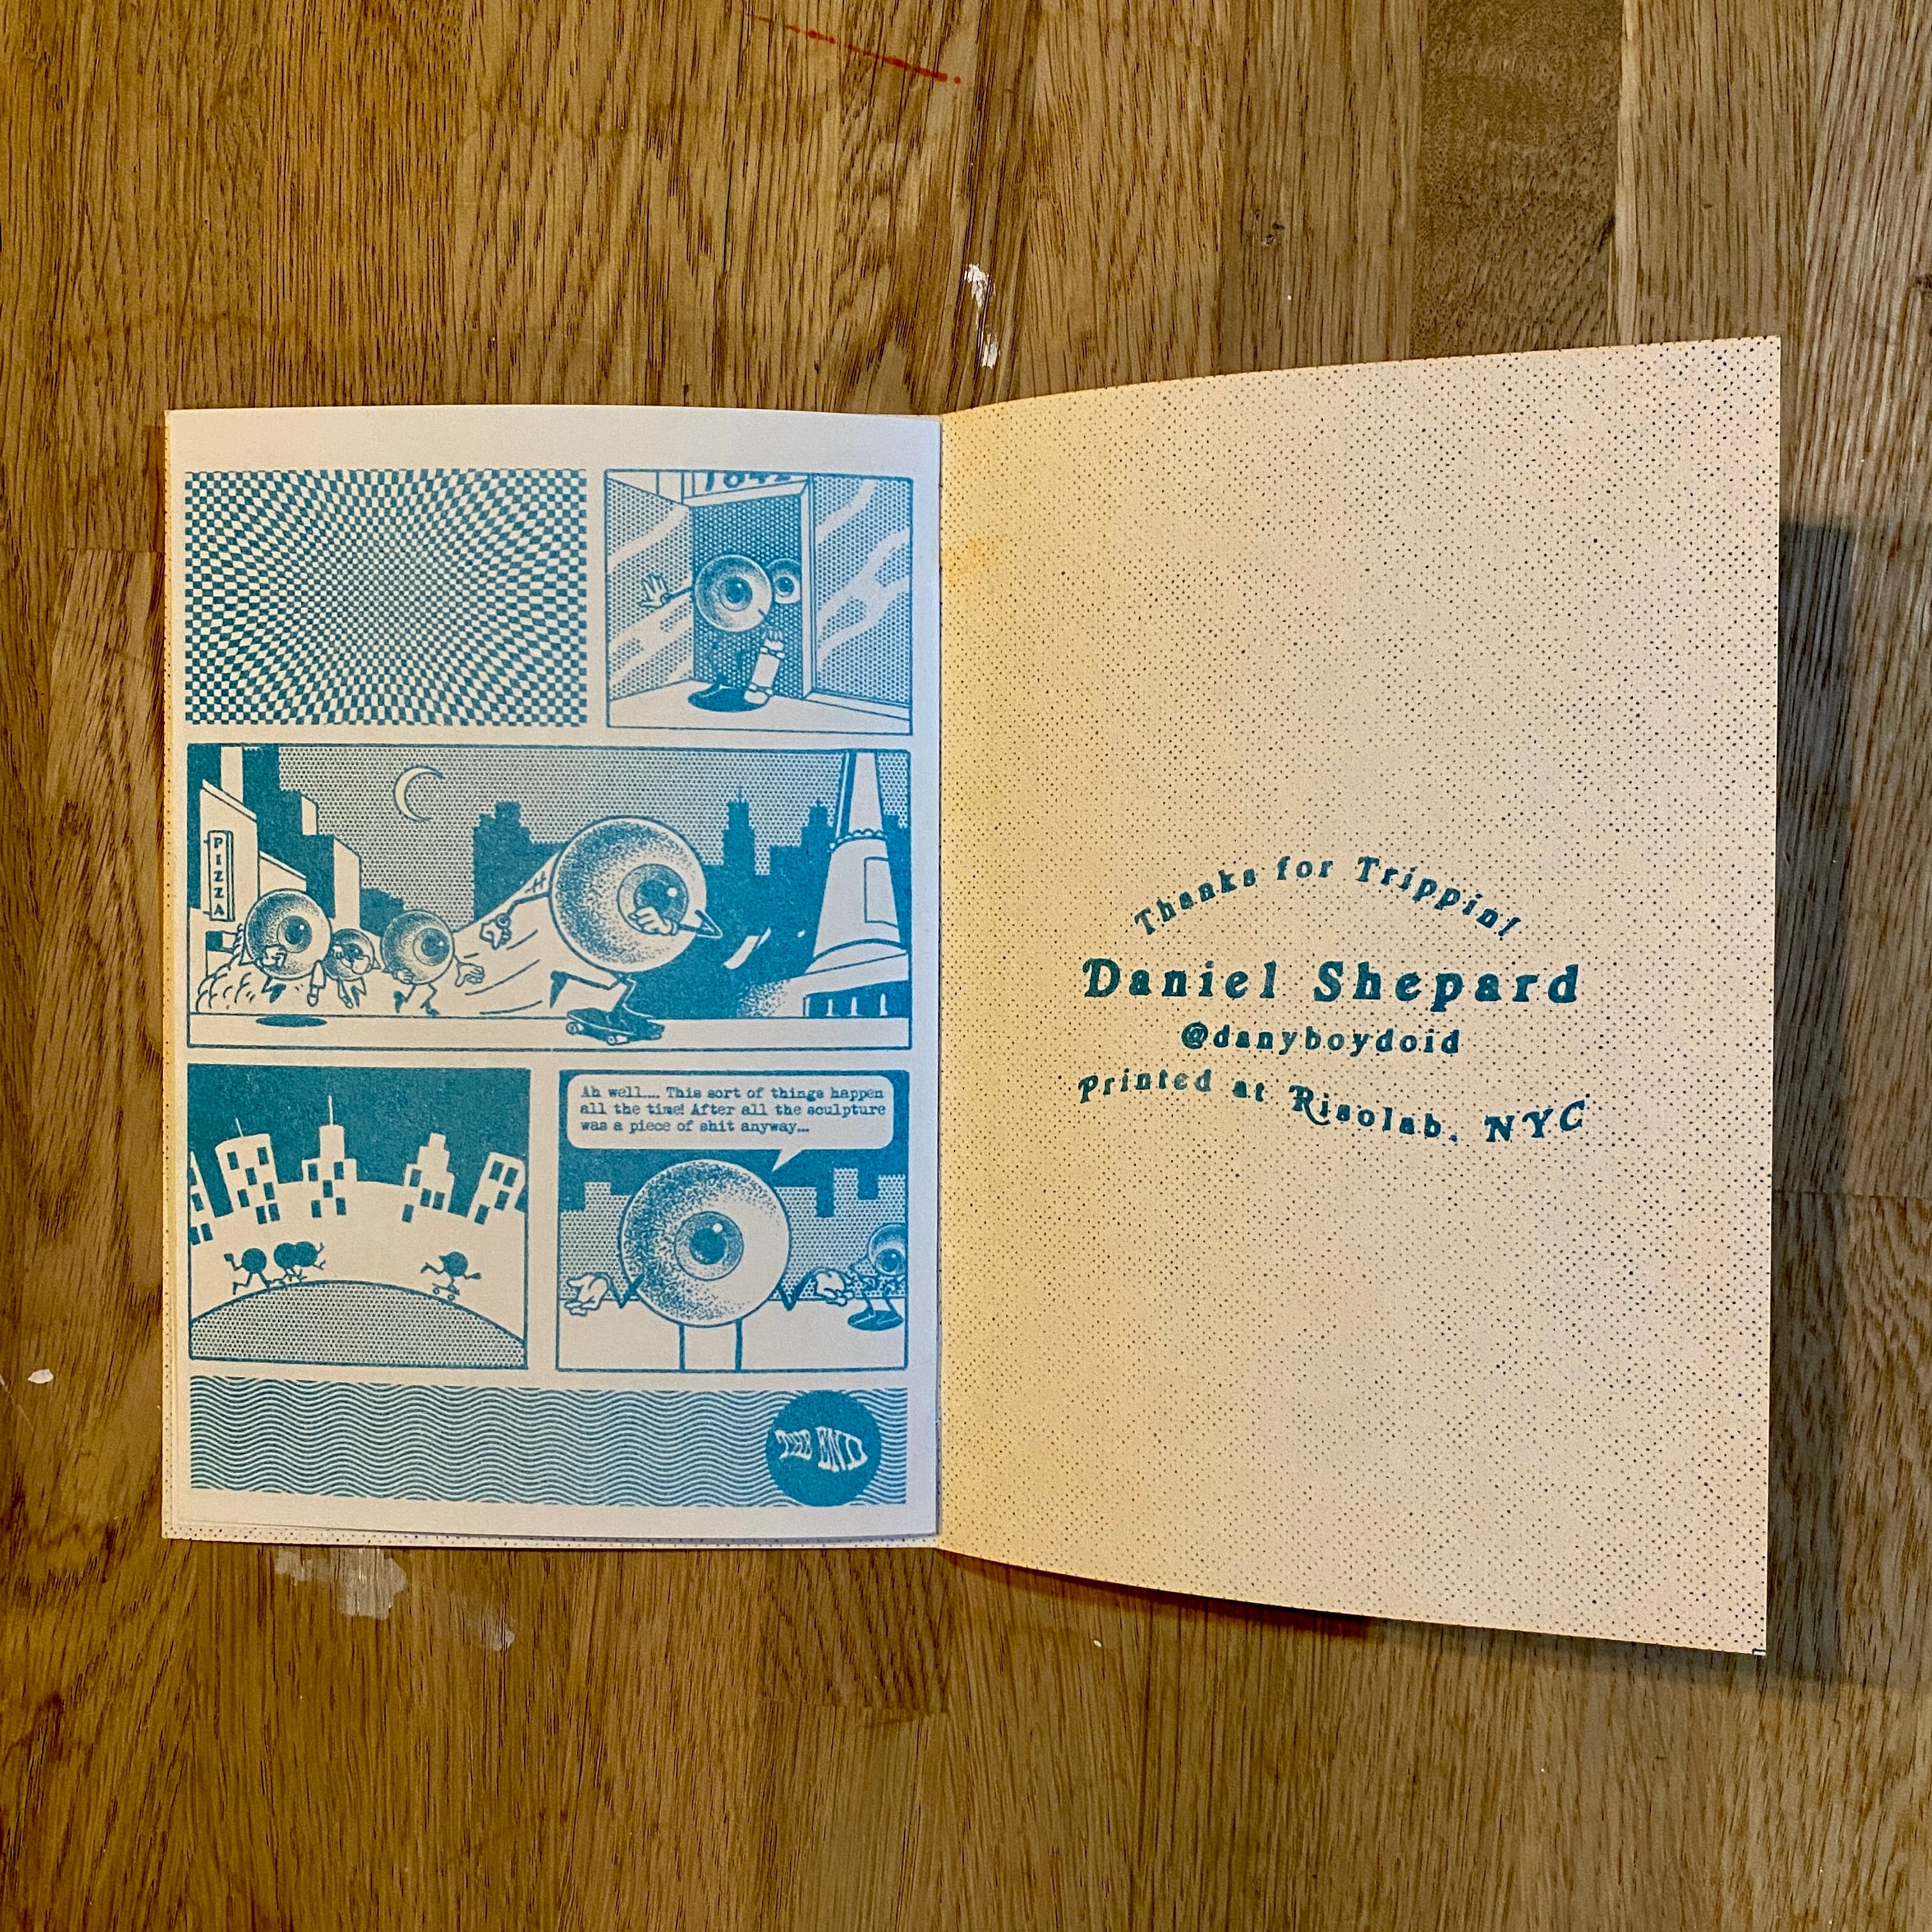 1042
PIZZA
Ah well.... This sort of things happen
all the time! After all the sculpture
was a piece of shit anyway...
THE END
Thanks for Trippin!
Daniel Shepard
@danyboydoid
Printed at Risolab, NYC